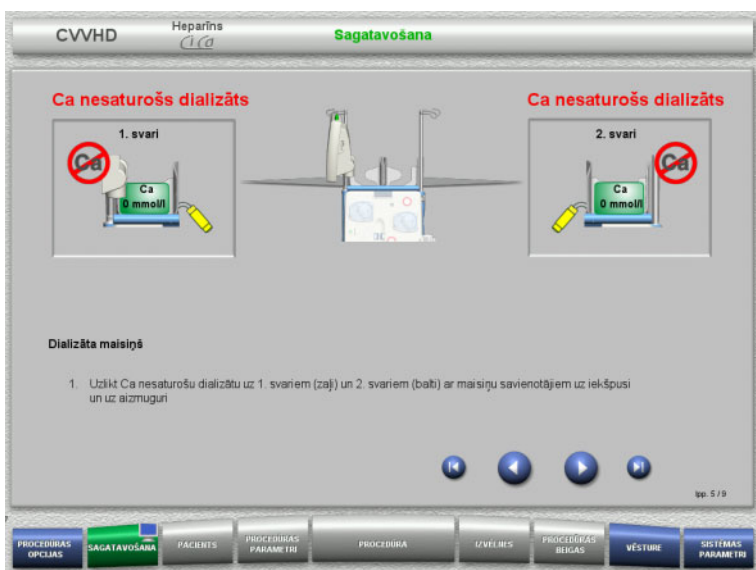 CVVHD
Heparīns
Ci Ca
Sagatavošana
Ca nesaturošs dializāts
Ca nesaturošs dializāts
1. svari
Ca
Ca
0 mmol/l
2. svari
Ca
Ca
0 mmol/l
Dializāta maisiņš
1. Uzlikt Ca nesaturošu dializātu uz 1. svariem (zaļi) un 2. svariem (balti) ar maisiņu savienotājiem uz iekšpusi
un uz aizmuguri
lpp. 5 / 9
PROCEDŪRAS
OPCIJAS
SAGATAVOŠANA
PACIENTS
PROCEDŪRAS
PARAMETRI
PROCEDŪRA
IZVĒLNES
PROCEDŪRAS
BEIGAS
VĒSTURE
SISTĒMAS
PARAMETRI